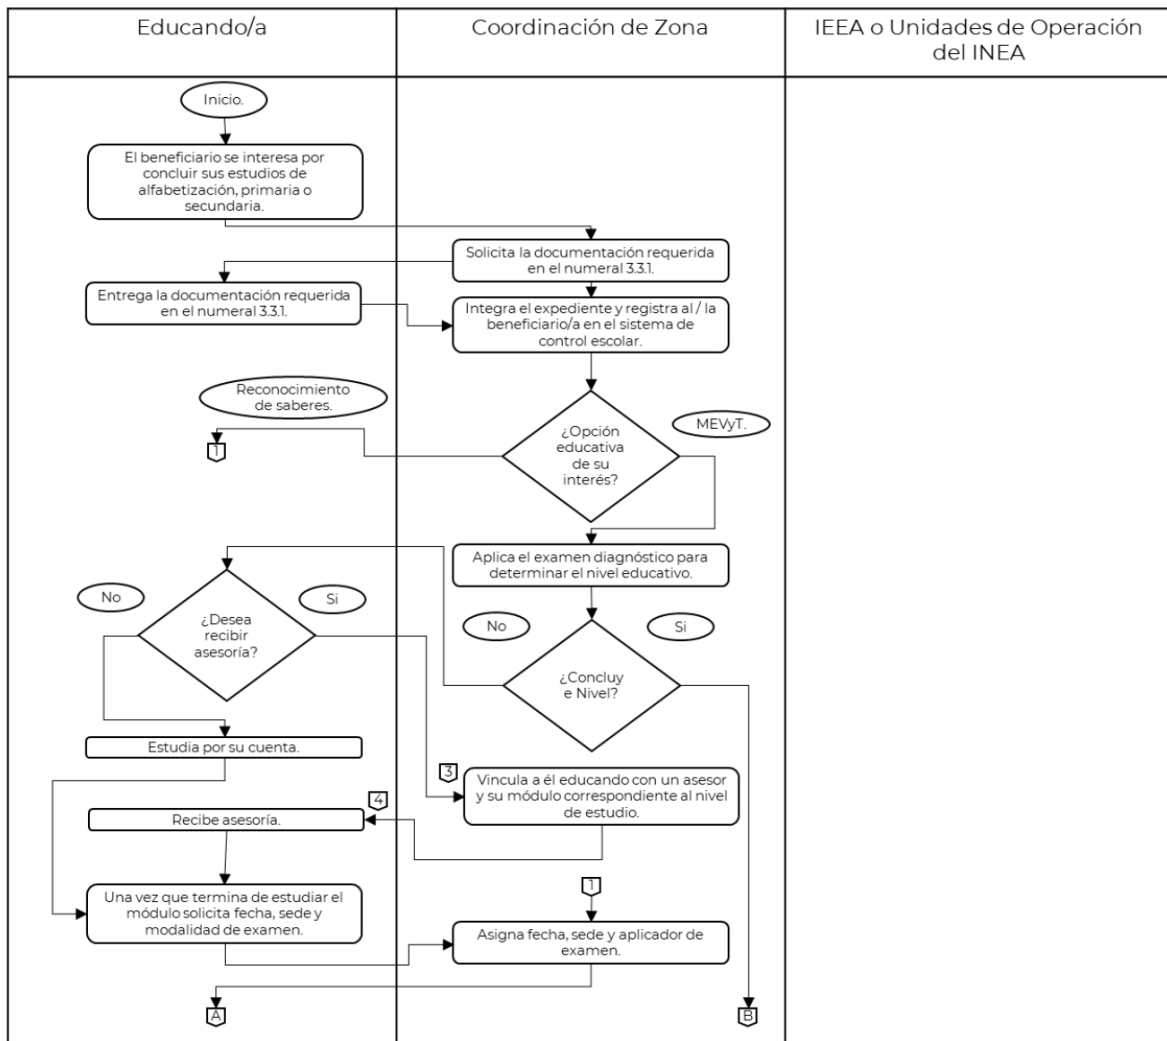 Educando/a
Coordinación de Zona
IEEA o Unidades de Operación
del INEA
Inicio.
El beneficiario se interesa por
concluir sus estudios de
alfabetización, primaria o
secundaria.
Solicita la documentación requerida
en el numeral 3.3.1.
Entrega la documentación requerida
en el numeral 3.3.1.
Integra el expediente y registra al / la
beneficiario/a en el sistema de
control escolar.
Reconocimiento
de saberes.
¿Opción
educativa
de su
interés?
MEVyT.
1
Aplica el examen diagnóstico para
determinar el nivel educativo.
No
Si
¿Desea
recibir
asesoría?
No
Si
¿Concluy
e Nivel?
Estudia por su cuenta.
3
Vincula a él educando con un asesor
y su módulo correspondiente al nivel
de estudio.
4
Recibe asesoría.
Una vez que termina de estudiar el
módulo solicita fecha, sede y
modalidad de examen.
1
Asigna fecha, sede y aplicador de
examen.
A
B